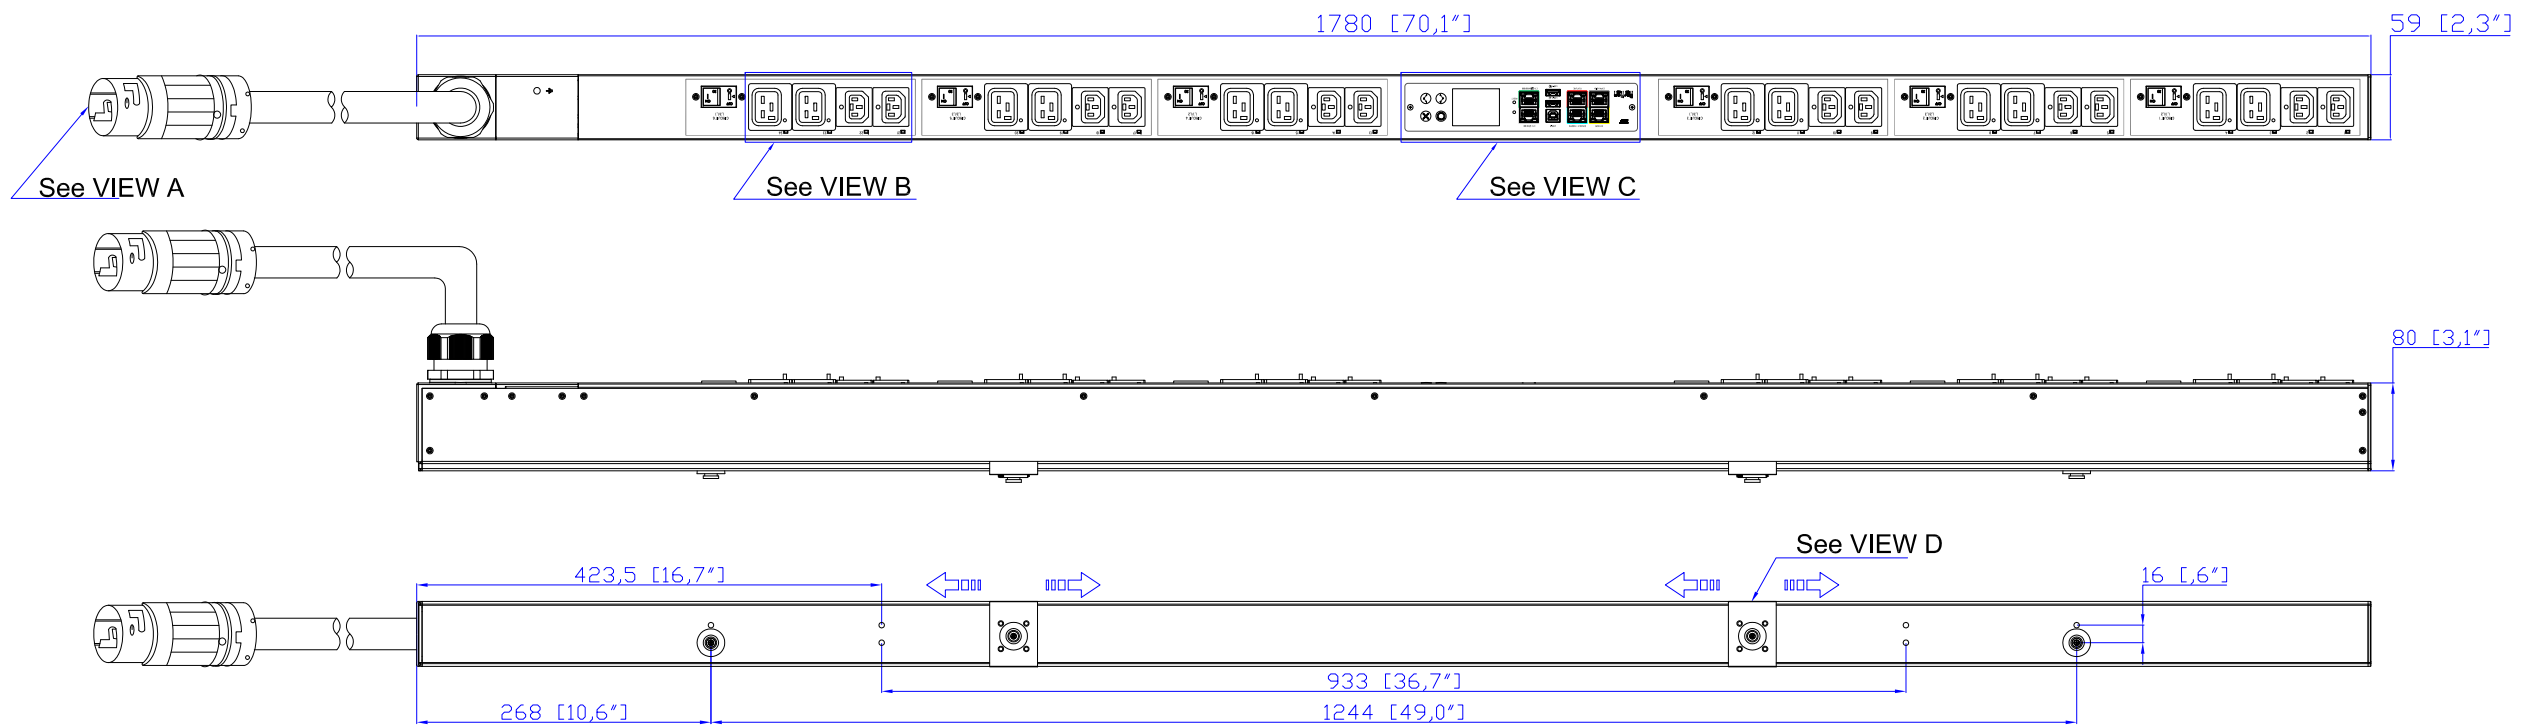 1780 [70,1"]
59 [2,3"]
See VIEW A
See VIEW B
See VIEW C
80 [3,1"]
See VIEW D
423,5 [16,7"]
16 [,6"]
933 [36,7"]
268 [10,6"]
1244 [49,0"]